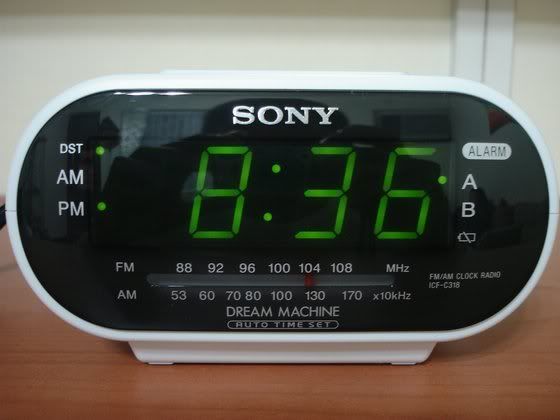 SONY
DST
AM
PM
8:36
ALARM
A
B
FM 88 92 96 100 104 108 MHz
AM 53 60 70 80 100 130 170 x10kHz
FM/AM CLOCK RADIO
ICF-C318
DREAM MACHINE
AUTO TIME SET